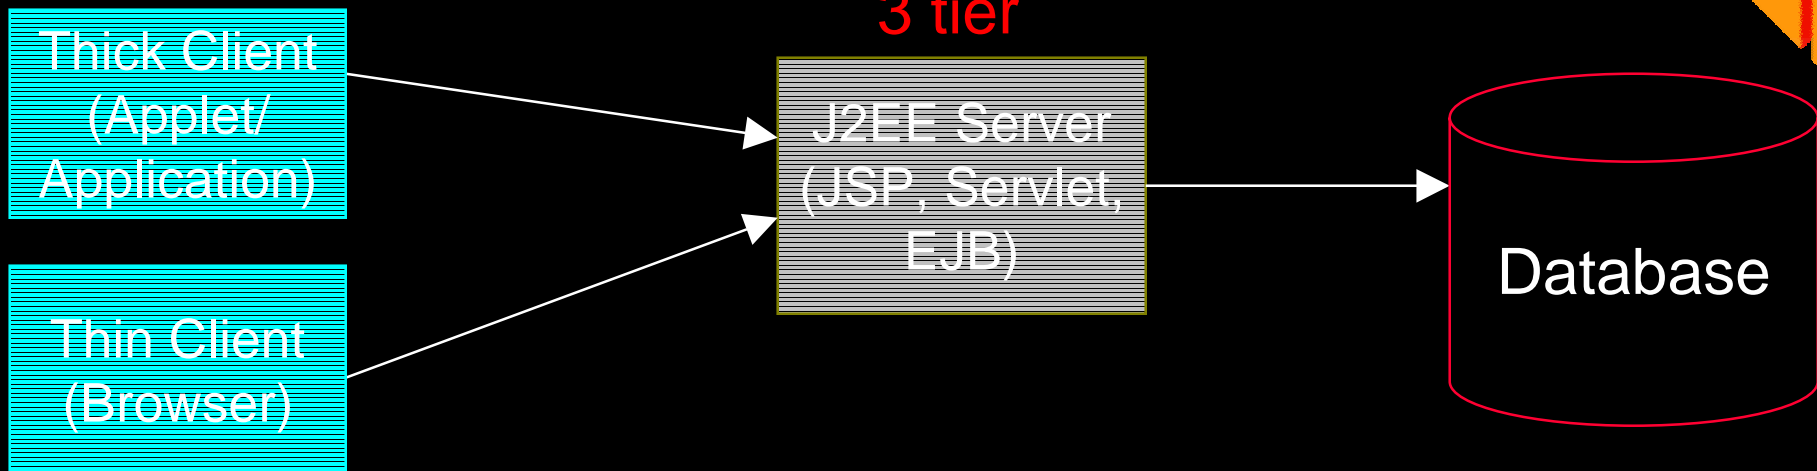 3 tier
Thick Client
(Applet/
Application)
J2EE Server
(JSP, Servlet,
EJB)
Database
Thin Client
(Browser)